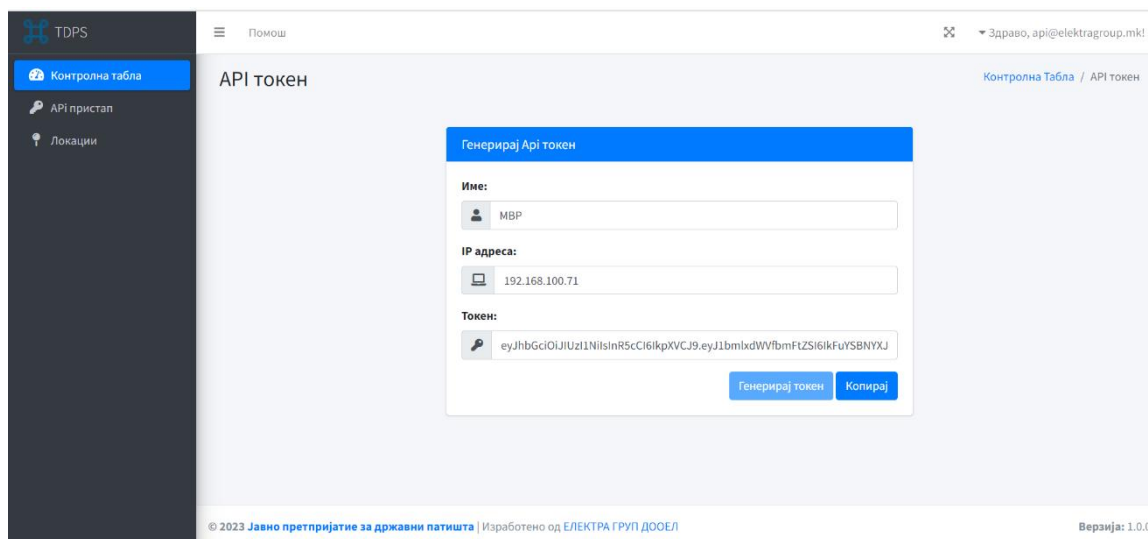 TDPS
Помош
Здраво, api@elektragroup.mk!
Контролна табла
APi пристап
Локации
API токен
Контролна Табла / API токен
Генерирај Api токен
Име:
MBP
IP адреса:
192.168.100.71
Токен:
eyJhbGciOiJIUzI1NiIsInR5cCI6IkpXVCJ9.eyJ1bmlxdWVfbmFtZSI6IkFuYSBNYXJ
Генерирај токен
Копирај
© 2023 Јавно претпријатие за државни патишта | Изработено од ЕЛЕКТРА ГРУП ДООЕЛ
Верзија: 1.0.0